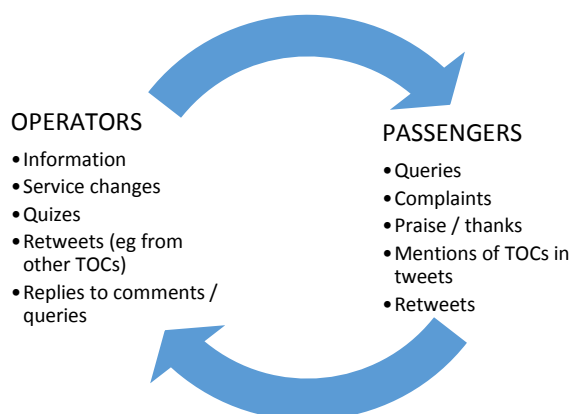 OPERATORS
•Information
•Service changes
•Quizes
•Retweets (eg from
other TOCs)
•Replies to comments /
queries
PASSENGERS
•Queries
•Complaints
•Praise / thanks
•Mentions of TOCs in
tweets
•Retweets